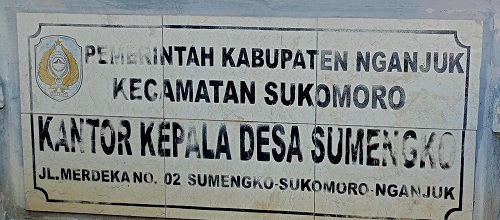 PEMERINTAH KABUPATEN NGANJUK
KECAMATAN SUKOMORO
KANTOR KEPALA DESA SUMENGKO
JL.MERDEKA NO. 02 SUMENGKO-SUKOMORO-NGANJUK